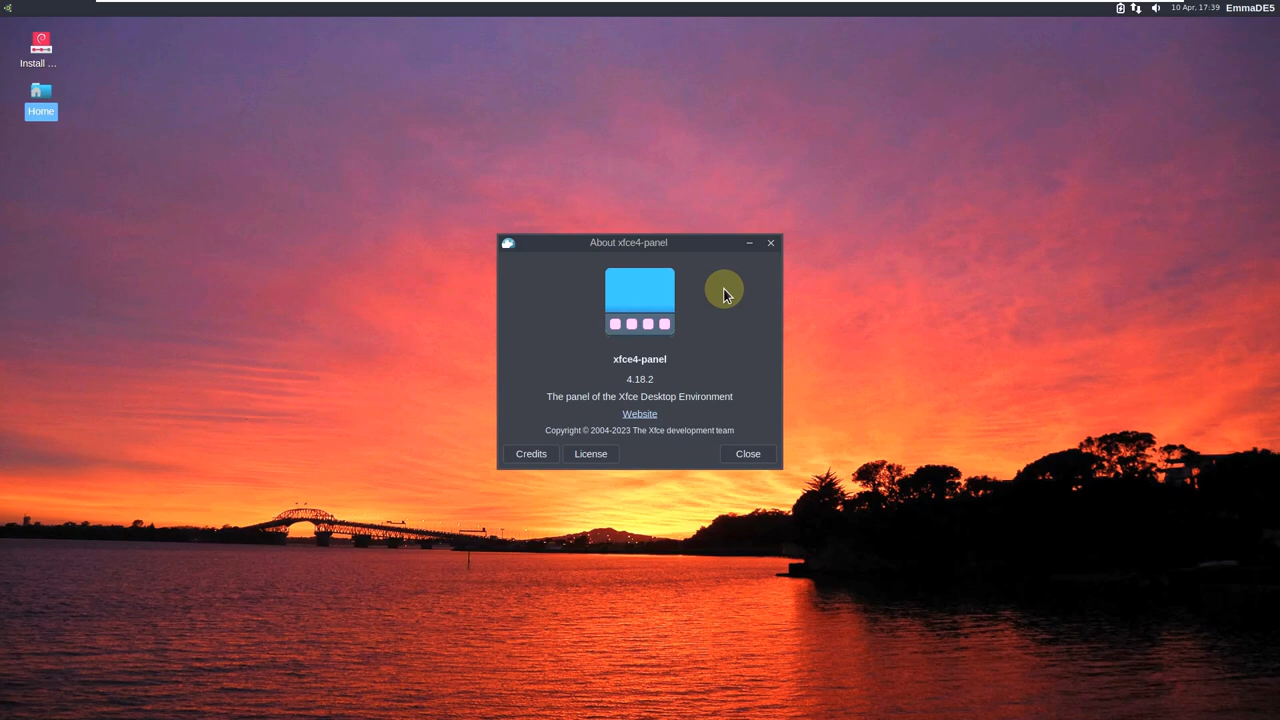 10 Apr, 17:39 EmmaDE5
Install ...
Home
About xfce4-panel
xfce4-panel
4.18.2
The panel of the Xfce Desktop Environment
Website
Copyright © 2004-2023 The Xfce development team
Credits License Close